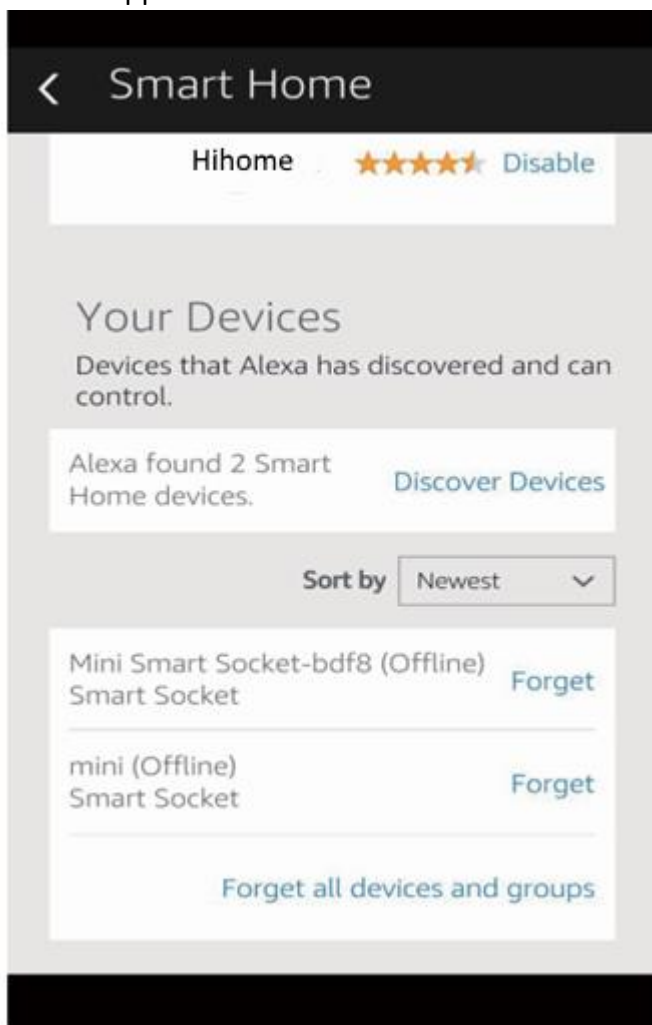 Smart Home
Hihome Disable
Your Devices
Devices that Alexa has discovered and can
control.
Alexa found 2 Smart
Home devices.
Discover Devices
Sort by Newest
Mini Smart Socket-bdf8 (Offline)
Smart Socket
Forget
mini (Offline)
Smart Socket
Forget
Forget all devices and groups